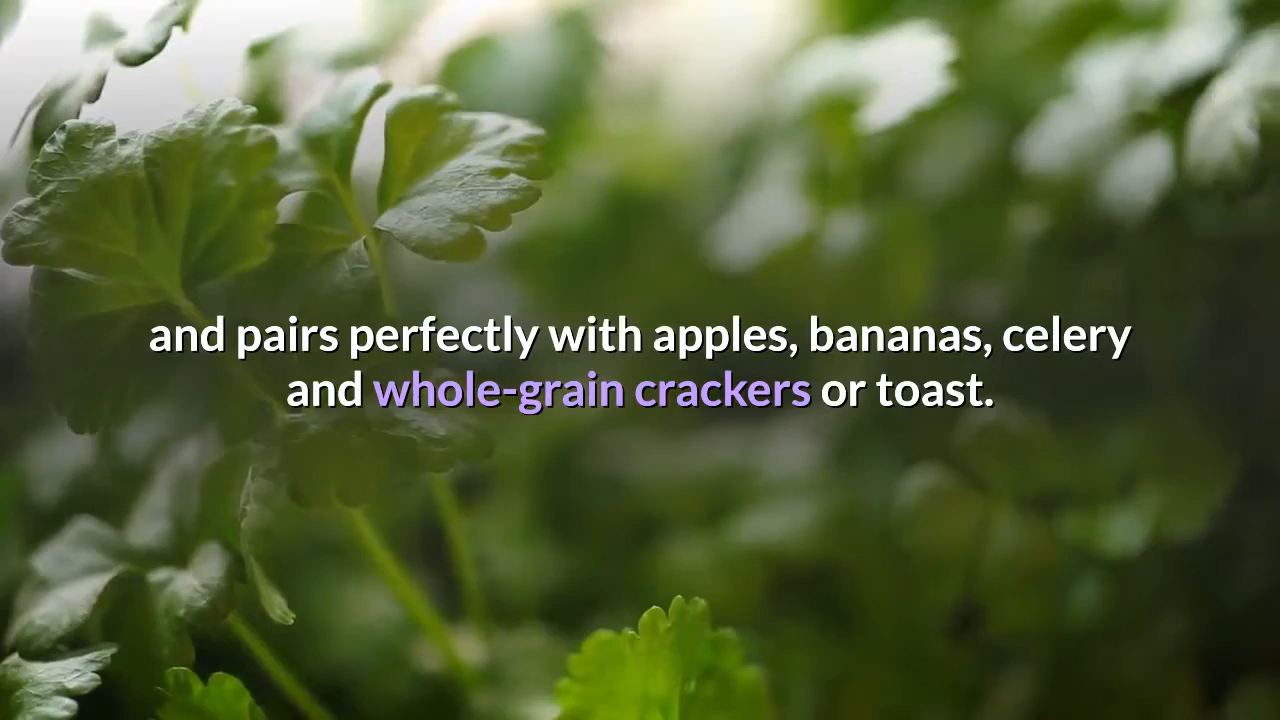 and pairs perfectly with apples, bananas, celery
and whole-grain crackers or toast.